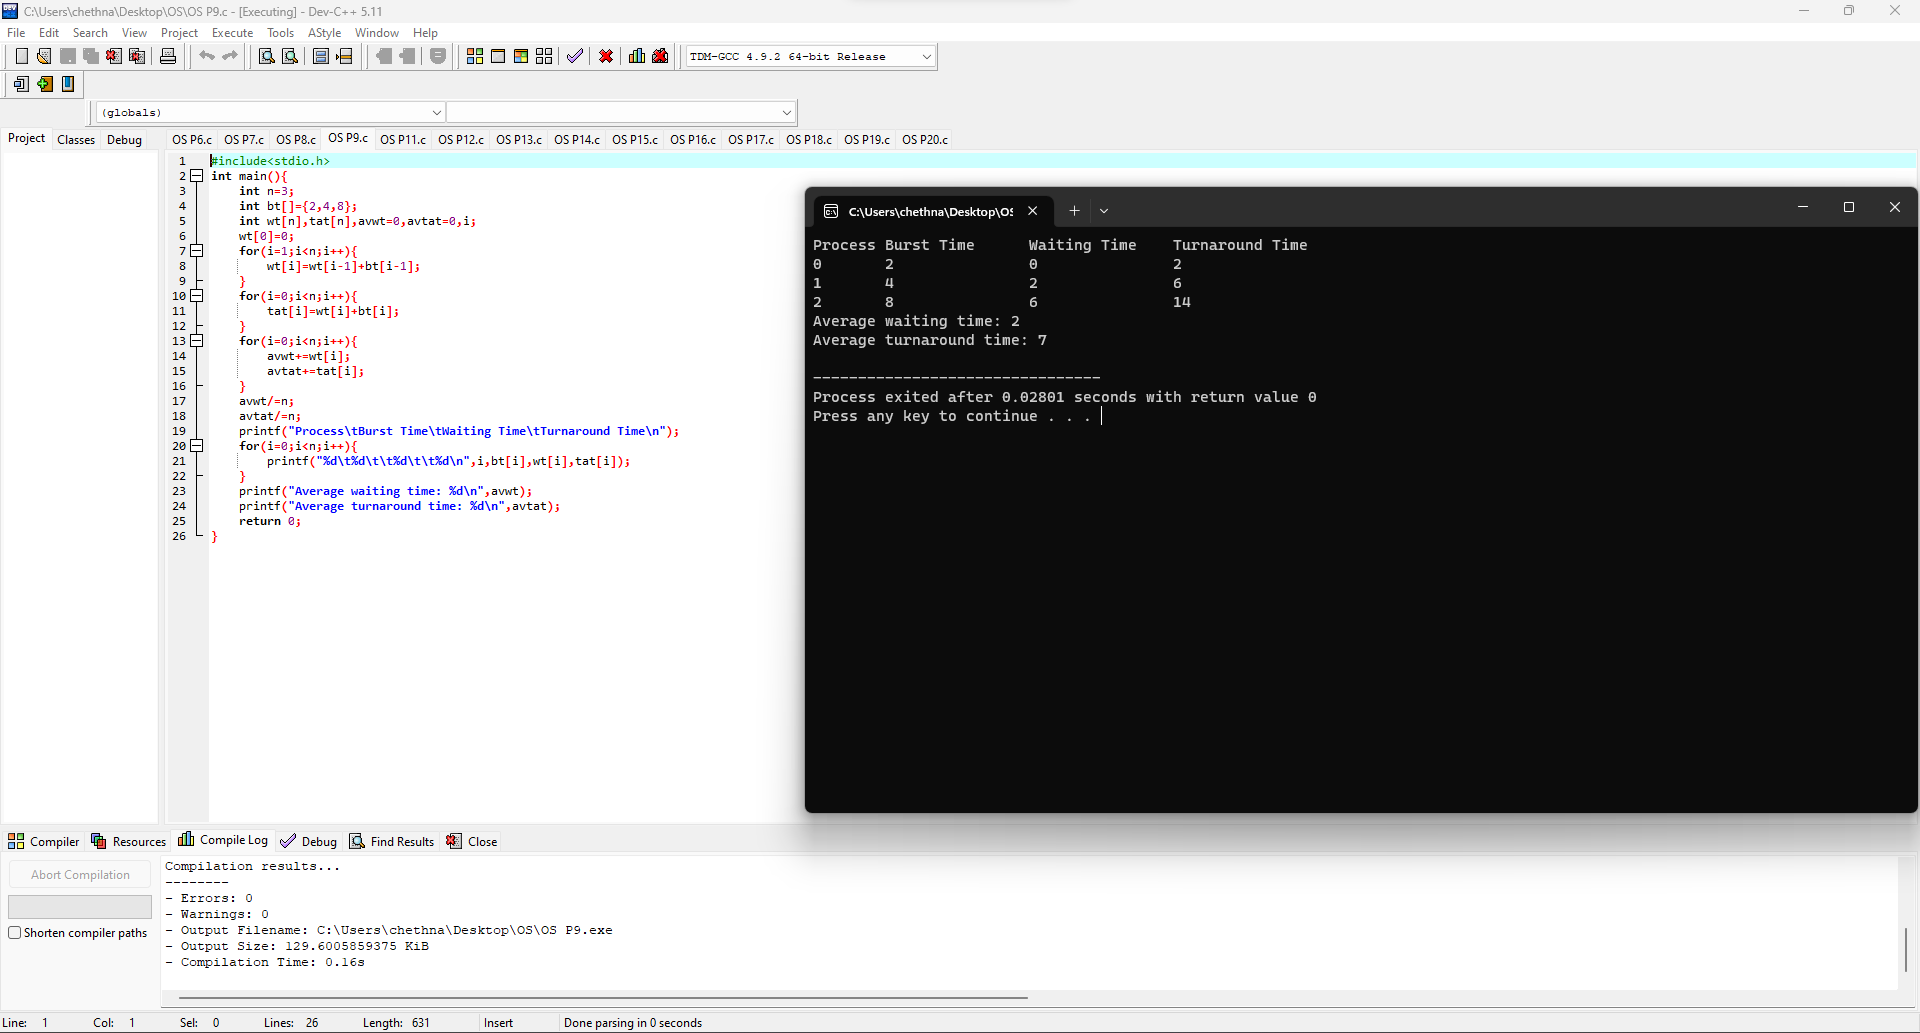 C:\Users\chethna\Desktop\OS\OS P9.c - [Executing] - Dev-C++ 5.11
File Edit Search View Project Execute Tools AStyle Window Help
TDM-GCC 4.9.2 64-bit Release
(globals)
Project Classes Debug
OS P6.c OS P7.c OS P8.c OS P9.c OS P11.c OS P12.c OS P13.c OS P14.c OS P15.c OS P16.c OS P17.c OS P18.c OS P19.c OS P20.c
1 #include<stdio.h>
2 int main(){
3 int n=3;
4 int bt[]={2,4,8};
5 int wt[n],tat[n],avwt=0,avtat=0,i;
6 wt[0]=0;
7 for(i=1;i<n;i++){
8 wt[i]=wt[i-1]+bt[i-1];
9 }
10 for(i=0;i<n;i++){
11 tat[i]=wt[i]+bt[i];
12 }
13 for(i=0;i<n;i++){
14 avwt+=wt[i];
15 avtat+=tat[i];
16 }
17 avwt/=n;
18 avtat/=n;
19 printf("Process\tBurst Time\tWaiting Time\tTurnaround Time\n");
20 for(i=0;i<n;i++){
21 printf("%d\t%d\t\t%d\t\t%d\n",i,bt[i],wt[i],tat[i]);
22 }
23 printf("Average waiting time: %d\n",avwt);
24 printf("Average turnaround time: %d\n",avtat);
25 return 0;
26 }
C:\Users\chethna\Desktop\OS
Process Burst Time Waiting Time Turnaround Time
0 2 0 2
1 4 2 6
2 8 6 14
Average waiting time: 2
Average turnaround time: 7
--------------------------------
Process exited after 0.02801 seconds with return value 0
Press any key to continue . . .
Compiler Resources Compile Log Debug Find Results Close
Abort Compilation
Shorten compiler paths
Compilation results...
--------
- Errors: 0
- Warnings: 0
- Output Filename: C:\Users\chethna\Desktop\OS\OS P9.exe
- Output Size: 129.6005859375 KiB
- Compilation Time: 0.16s
Line: 1 Col: 1 Sel: 0 Lines: 26 Length: 631 Insert Done parsing in 0 seconds